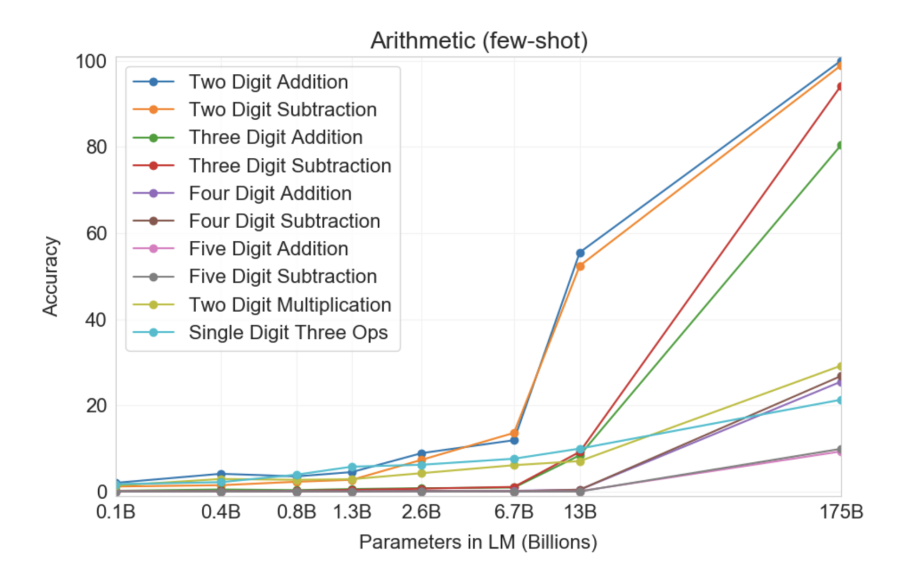 Arithmetic (few-shot)
100
80
60
40
20
0
Accuracy
Two Digit Addition
Two Digit Subtraction
Three Digit Addition
Three Digit Subtraction
Four Digit Addition
Four Digit Subtraction
Five Digit Addition
Five Digit Subtraction
Two Digit Multiplication
Single Digit Three Ops
0.1B 0.4B 0.8B 1.3B 2.6B 6.7B 13B 175B
Parameters in LM (Billions)